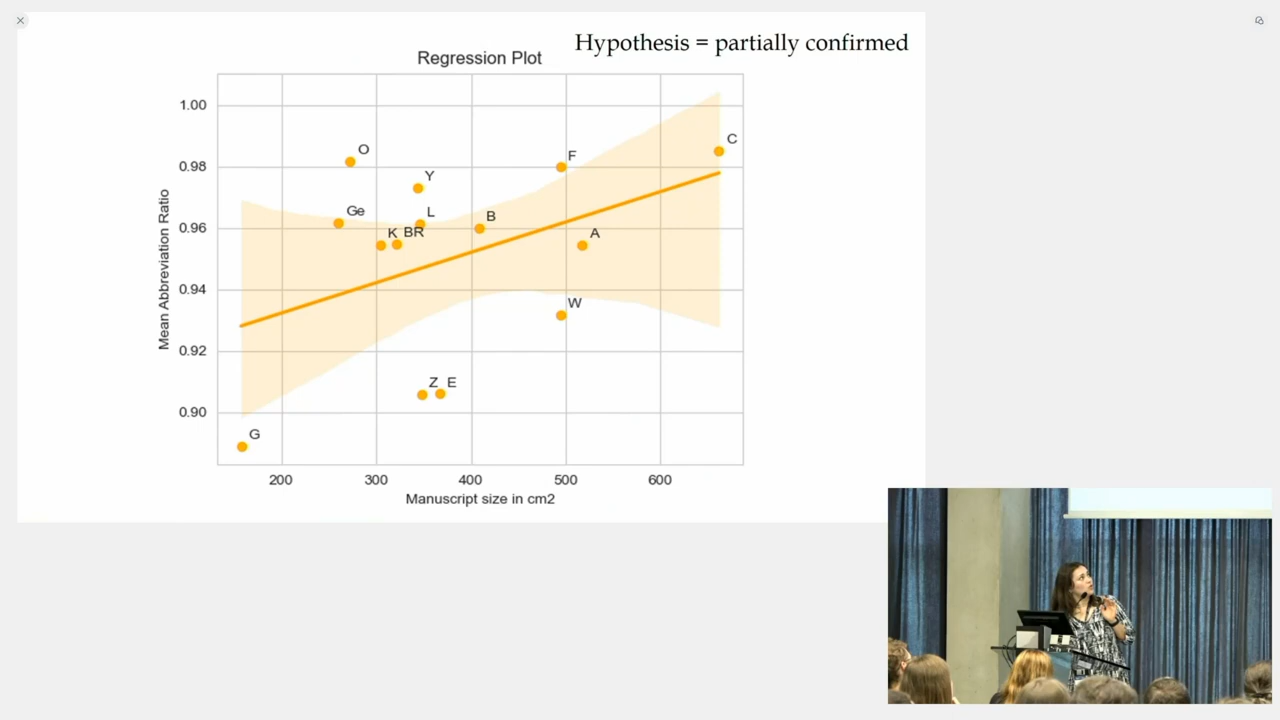 Hypothesis = partially confirmed
Regression Plot
1.00
0.98
0.96
0.94
0.92
0.90
Mean Abbreviation Ratio
O
Ge
Y
L
K
BR
B
F
A
C
W
Z
E
G
200
300
400
500
600
Manuscript size in cm2